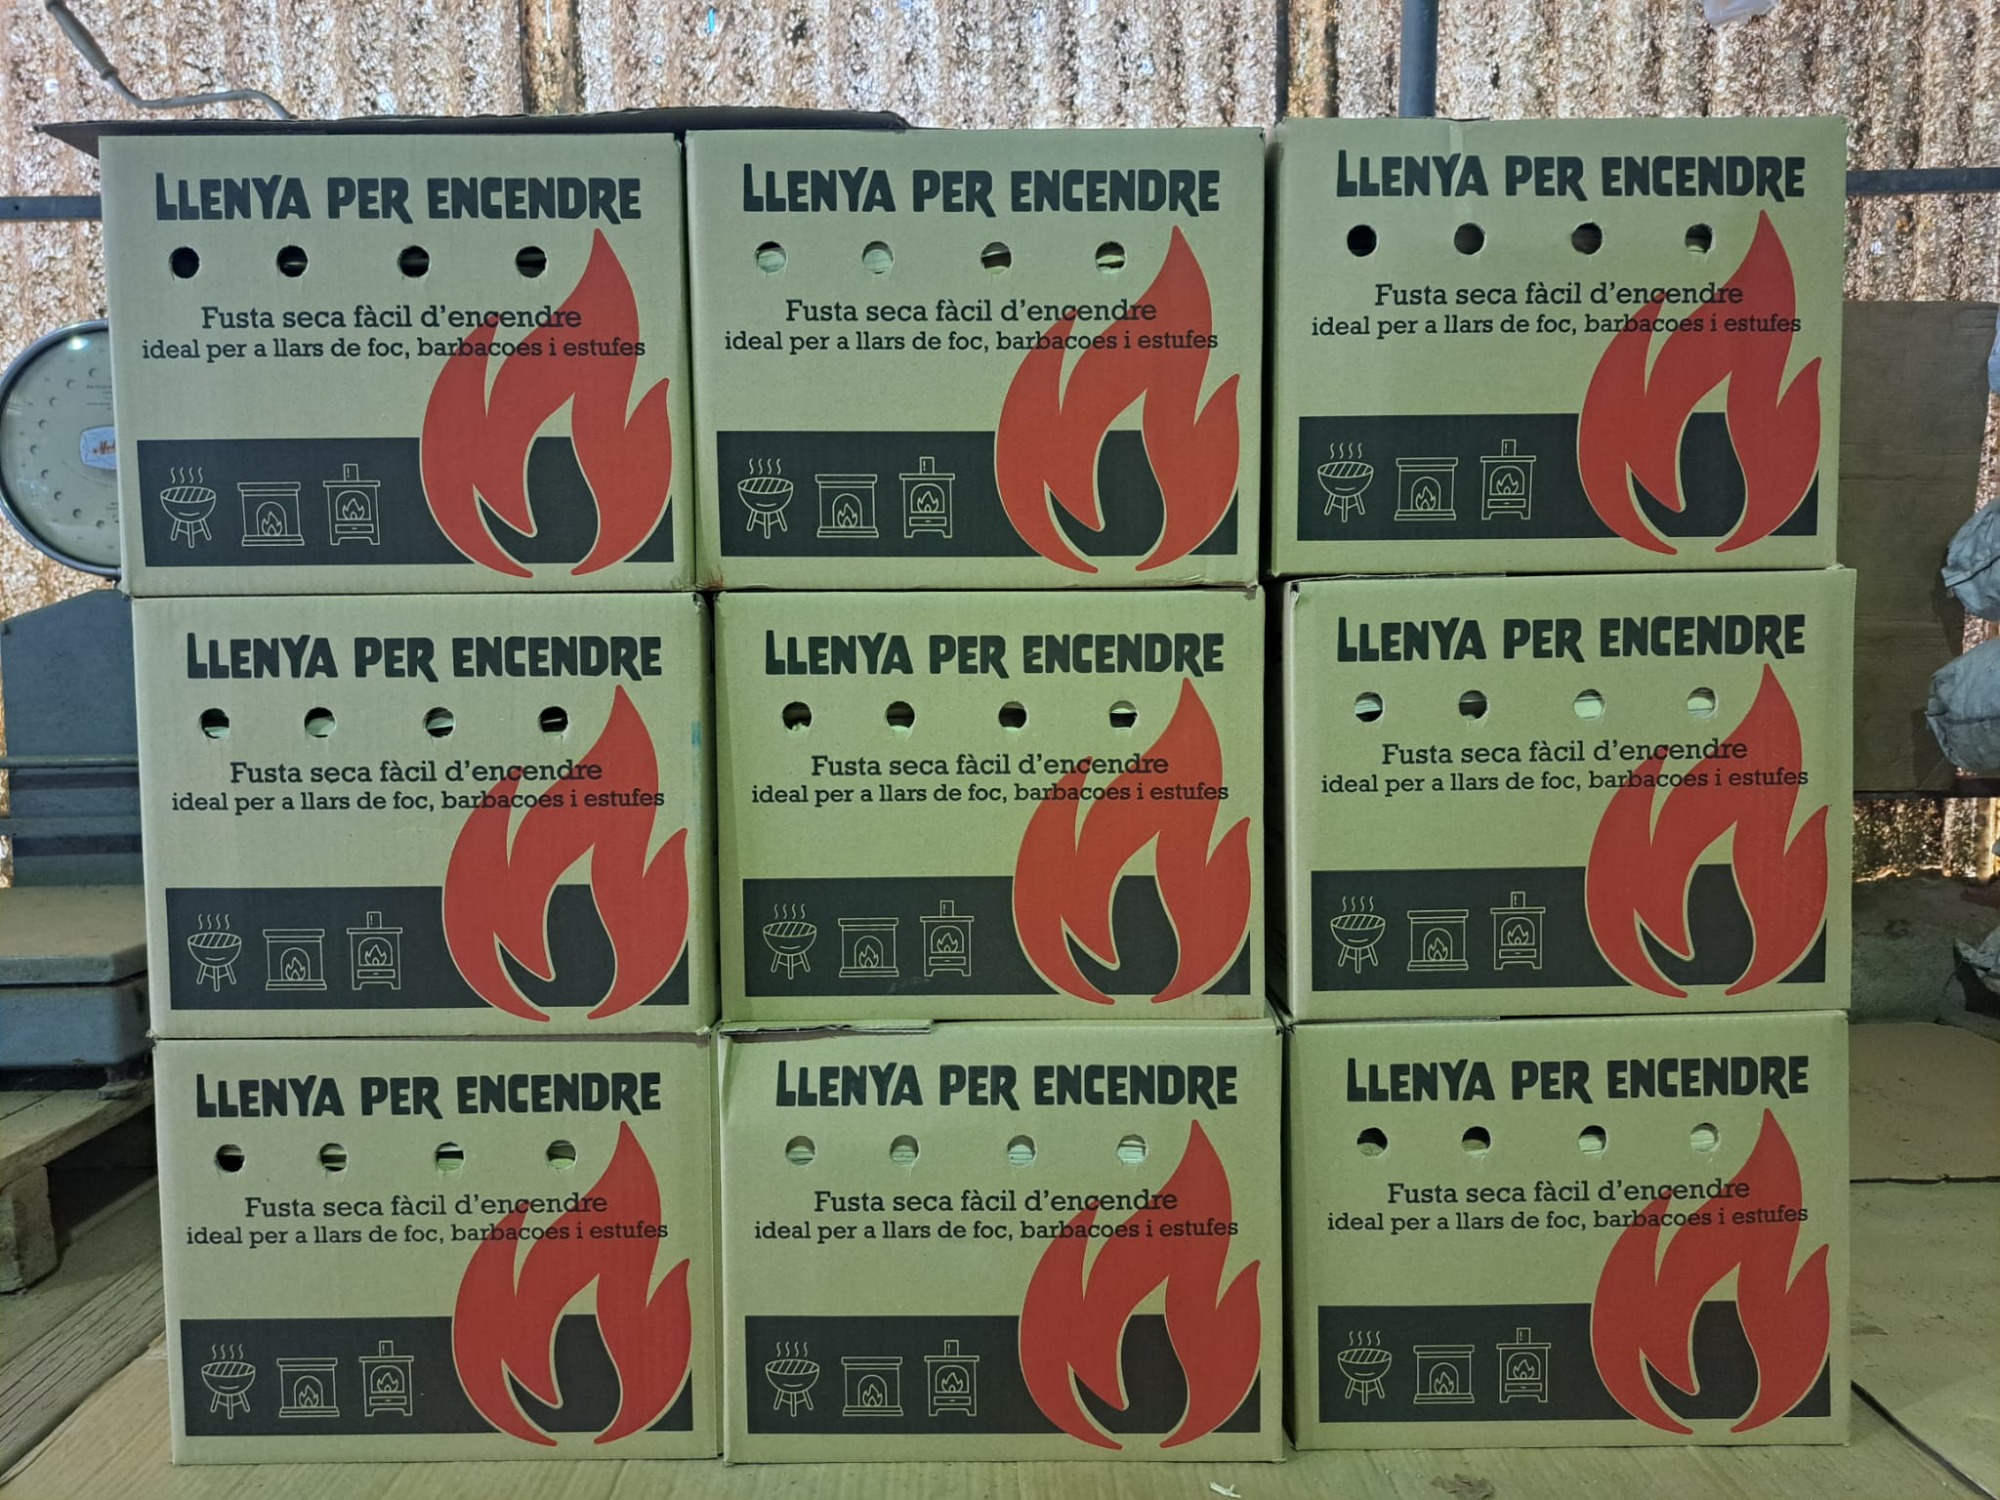 LLENYA PER ENCENDRE
Fusta seca fàcil d'encendre
ideal per a llars de foc, barbacoes i estufes
LLENYA PER ENCENDRE
Fusta seca fàcil d'encendre
ideal per a llars de foc, barbacoes i estufes
LLENYA PER ENCENDRE
Fusta seca fàcil d'encendre
ideal per a llars de foc, barbacoes i estufes
LLENYA PER ENCENDRE
Fusta seca fàcil d'encendre
ideal per a llars de foc, barbacoes i estufes
LLENYA PER ENCENDRE
Fusta seca fàcil d'encendre
ideal per a llars de foc, barbacoes i estufes
LLENYA PER ENCENDRE
Fusta seca fàcil d'encendre
ideal per a llars de foc, barbacoes i estufes
LLENYA PER ENCENDRE
Fusta seca fàcil d'encendre
ideal per a llars de foc, barbacoes i estufes
LLENYA PER ENCENDRE
Fusta seca fàcil d'encendre
ideal per a llars de foc, barbacoes i estufes
LLENYA PER ENCENDRE
Fusta seca fàcil d'encendre
ideal per a llars de foc, barbacoes i estufes